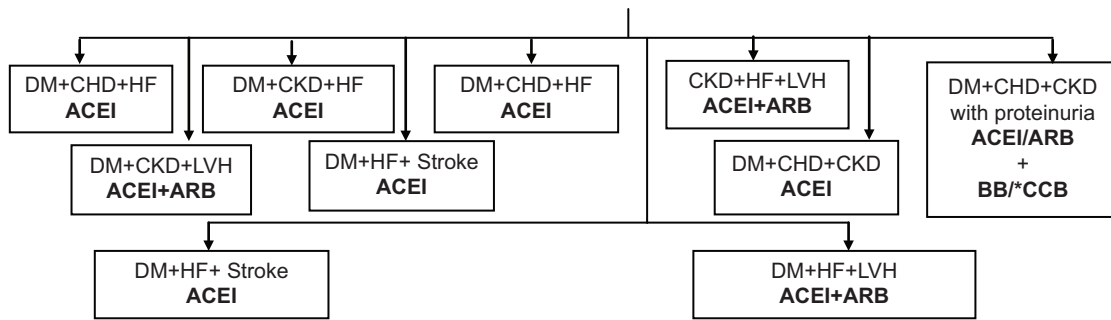 DM+CHD+HF
ACEI
DM+CKD+HF
ACEI
DM+CHD+HF
ACEI
CKD+HF+LVH
ACEI+ARB
DM+CHD+CKD
with proteinuria
ACEI/ARB
+
BB/*CCB
DM+CKD+LVH
ACEI+ARB
DM+HF+ Stroke
ACEI
DM+CHD+CKD
ACEI
DM+HF+ Stroke
ACEI
DM+HF+LVH
ACEI+ARB